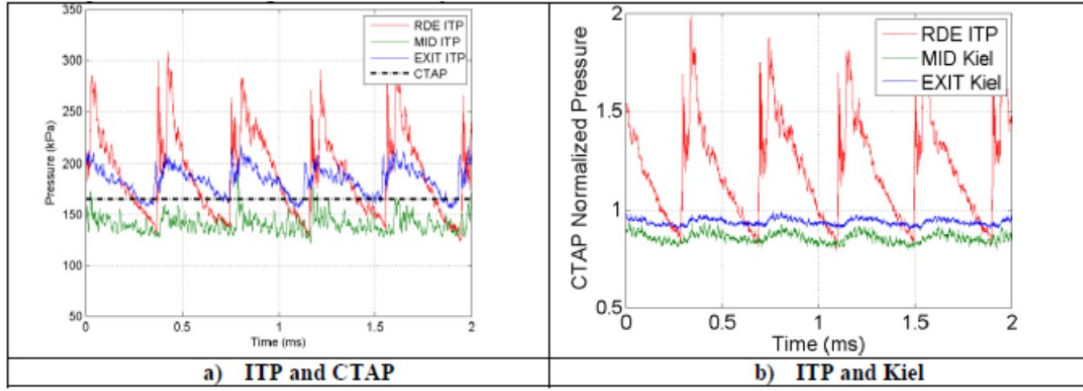 350
300
250
200
150
100
50
Pressure (kPa)
0
0.5
1
1.5
2
Time (ms)
RDE ITP
MID ITP
EXIT ITP
CTAP
2
1.5
1
0.5
CTAP Normalized Pressure
0
0.5
1
1.5
2
Time (ms)
RDE ITP
MID Kiel
EXIT Kiel
a) ITP and CTAP
b) ITP and Kiel